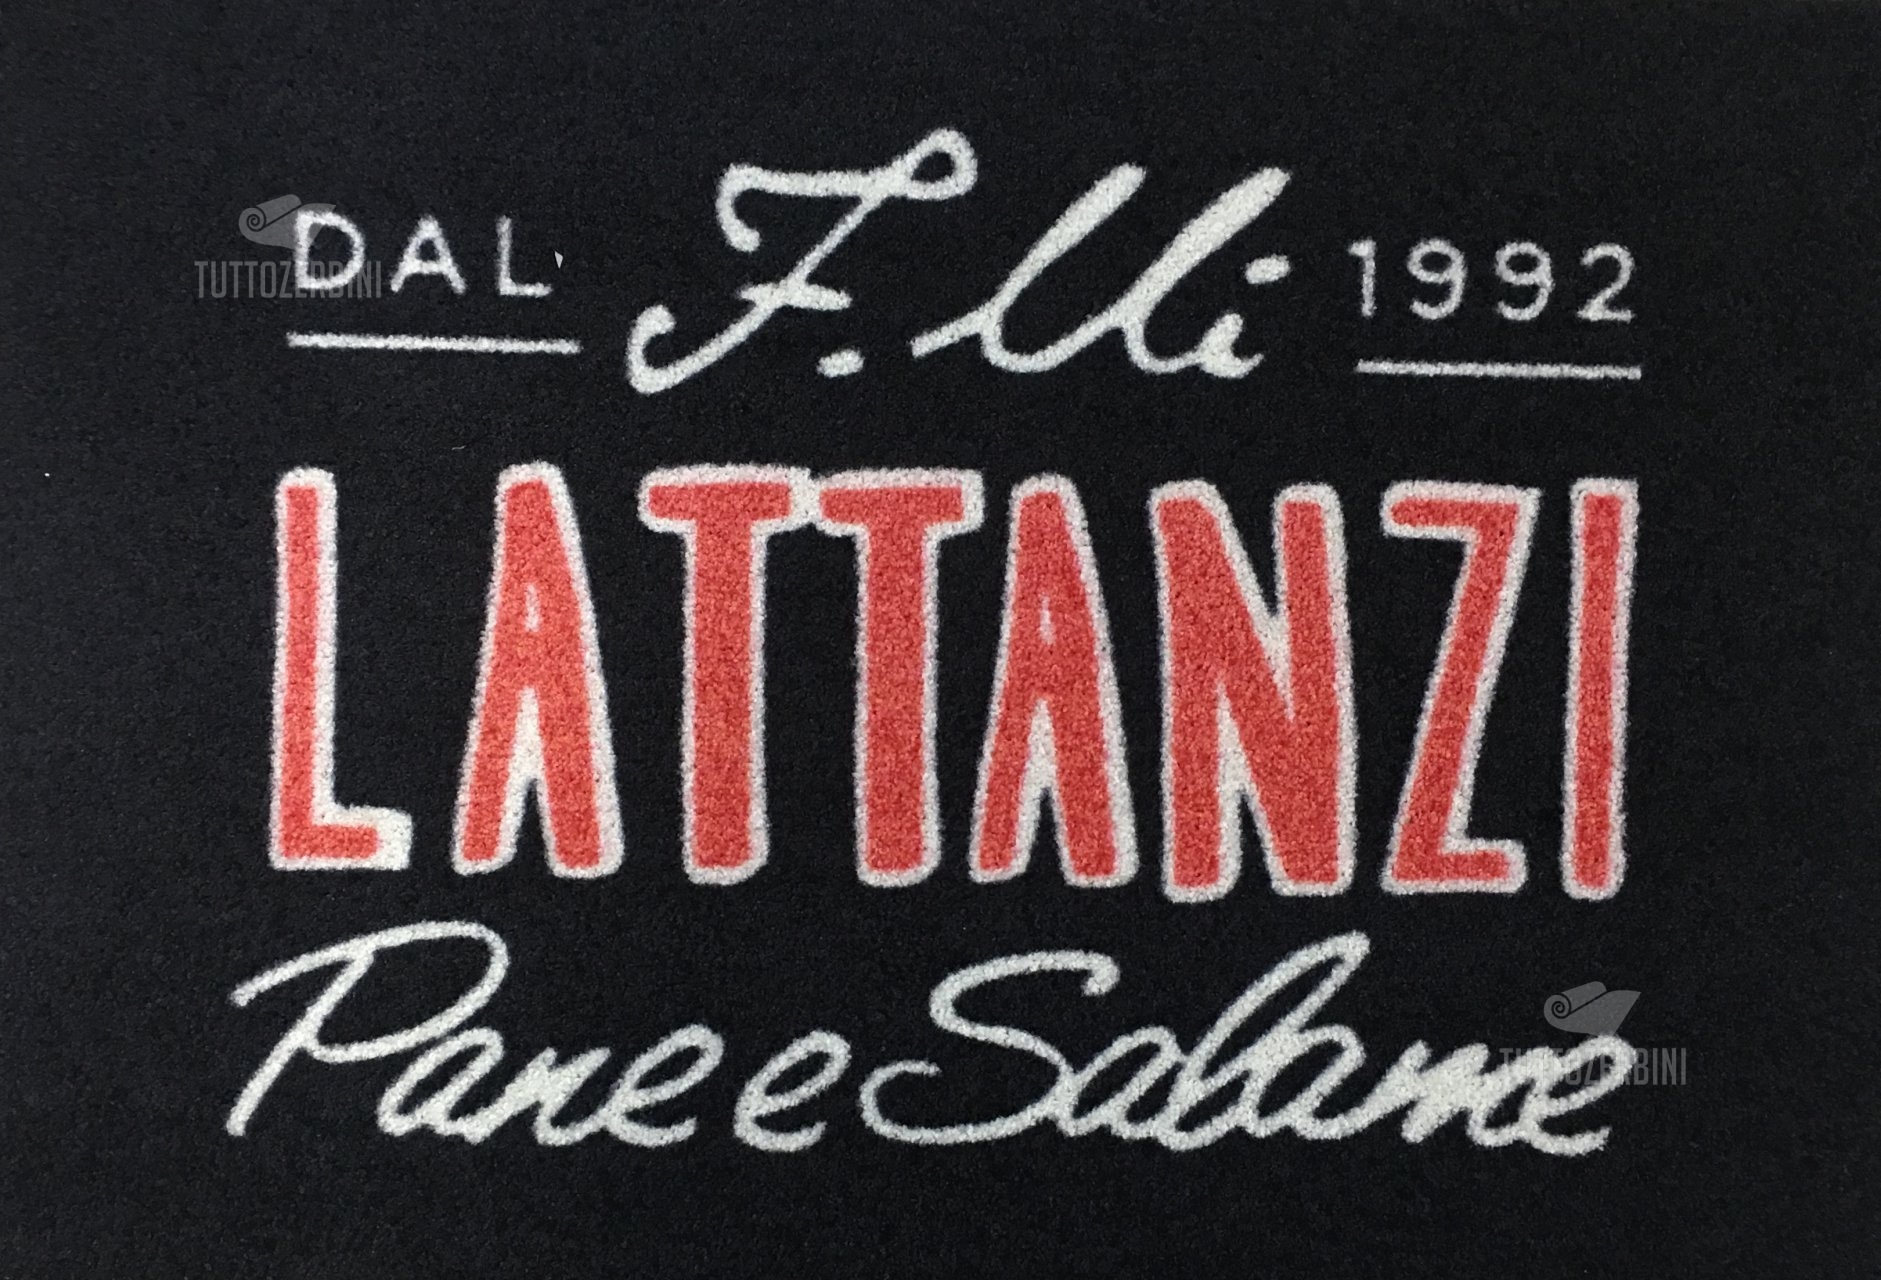 DAL F.lli 1992
LATTANZI
Pane e Salame
TUTTOZERBINI
TUTTOZERBINI